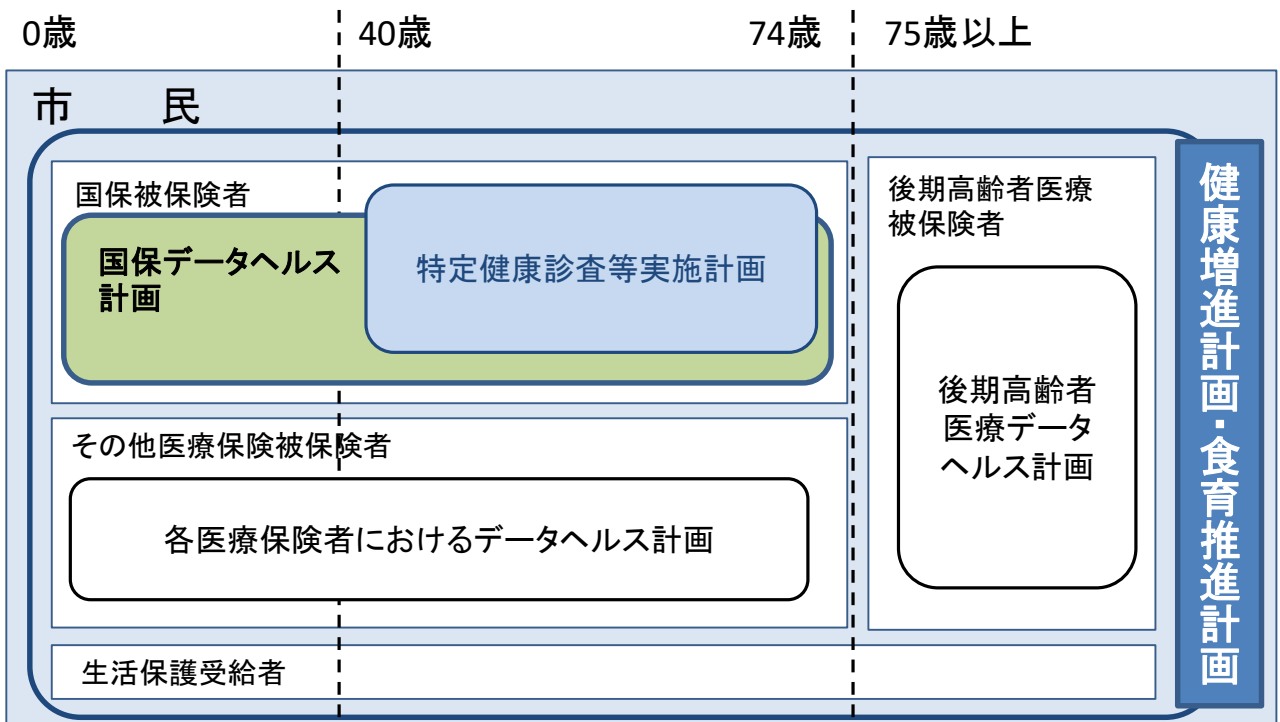 0歳
40歳
74歳
75歳以上
市　民
国保被保険者
国保データヘルス
計画
特定健康診査等実施計画
後期高齢者医療
被保険者
後期高齢者
医療データ
ヘルス計画
その他医療保険被保険者
各医療保険者におけるデータヘルス計画
生活保護受給者
健康増進計画・食育推進計画